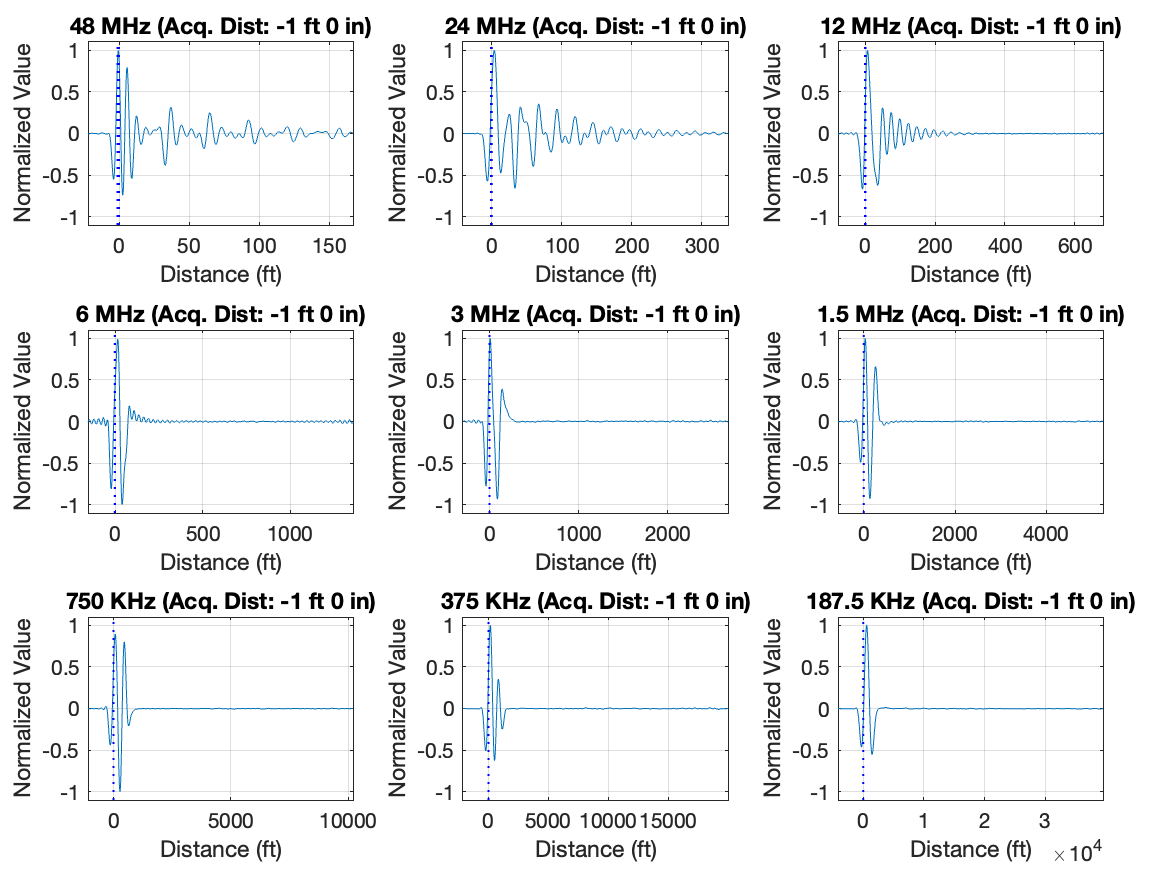 48 MHz (Acq. Dist: -1 ft 0 in)
24 MHz (Acq. Dist: -1 ft 0 in)
12 MHz (Acq. Dist: -1 ft 0 in)
Normalized Value
1
0.5
0
-0.5
-1
0 50 100 150
Distance (ft)
Normalized Value
1
0.5
0
-0.5
-1
0 100 200 300
Distance (ft)
Normalized Value
1
0.5
0
-0.5
-1
0 200 400 600
Distance (ft)
6 MHz (Acq. Dist: -1 ft 0 in)
3 MHz (Acq. Dist: -1 ft 0 in)
1.5 MHz (Acq. Dist: -1 ft 0 in)
Normalized Value
1
0.5
0
-0.5
-1
0 500 1000
Distance (ft)
Normalized Value
1
0.5
0
-0.5
-1
0 1000 2000
Distance (ft)
Normalized Value
1
0.5
0
-0.5
-1
0 2000 4000
Distance (ft)
750 KHz (Acq. Dist: -1 ft 0 in)
375 KHz (Acq. Dist: -1 ft 0 in)
187.5 KHz (Acq. Dist: -1 ft 0 in)
Normalized Value
1
0.5
0
-0.5
-1
0 5000 10000
Distance (ft)
Normalized Value
1
0.5
0
-0.5
-1
0 5000 10000 15000
Distance (ft)
Normalized Value
1
0.5
0
-0.5
-1
0 1 2 3
Distance (ft)
×10⁴